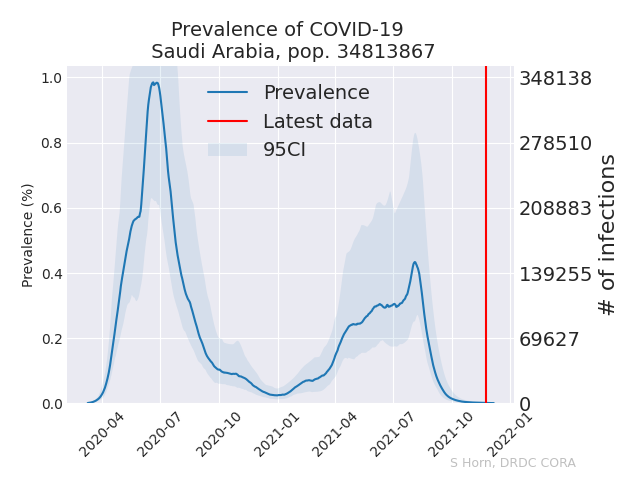 Prevalence of COVID-19
Saudi Arabia, pop. 34813867
Prevalence (%)
1.0
0.8
0.6
0.4
0.2
0.0
Prevalence
Latest data
95CI
348138
278510
208883
139255
69627
0
# of infections
2020-04
2020-07
2020-10
2021-01
2021-04
2021-07
2021-10
2022-01
S Horn, DRDC CORA